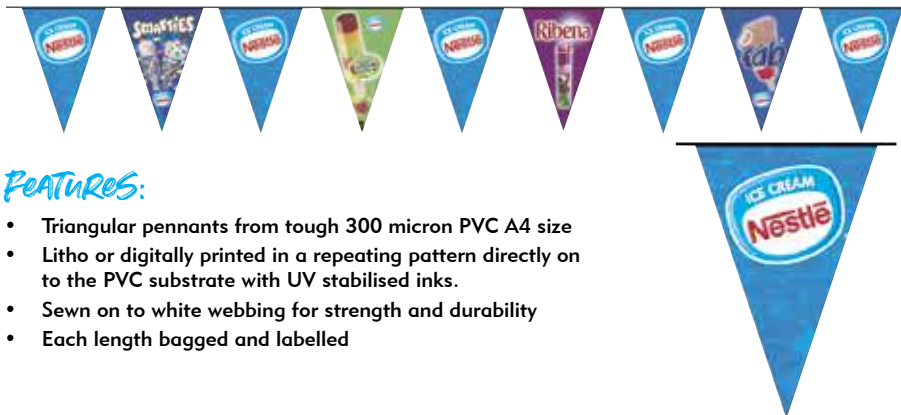 ICE CREAM
Nestlé
SMARTIES
ICE CREAM
Nestlé
ICE CREAM
Nestlé
Ribena
ICE CREAM
Nestlé
fab
ICE CREAM
Nestlé
FEATURES:
• Triangular pennants from tough 300 micron PVC A4 size
• Litho or digitally printed in a repeating pattern directly on
to the PVC substrate with UV stabilised inks.
• Sewn on to white webbing for strength and durability
• Each length bagged and labelled
ICE CREAM
Nestlé